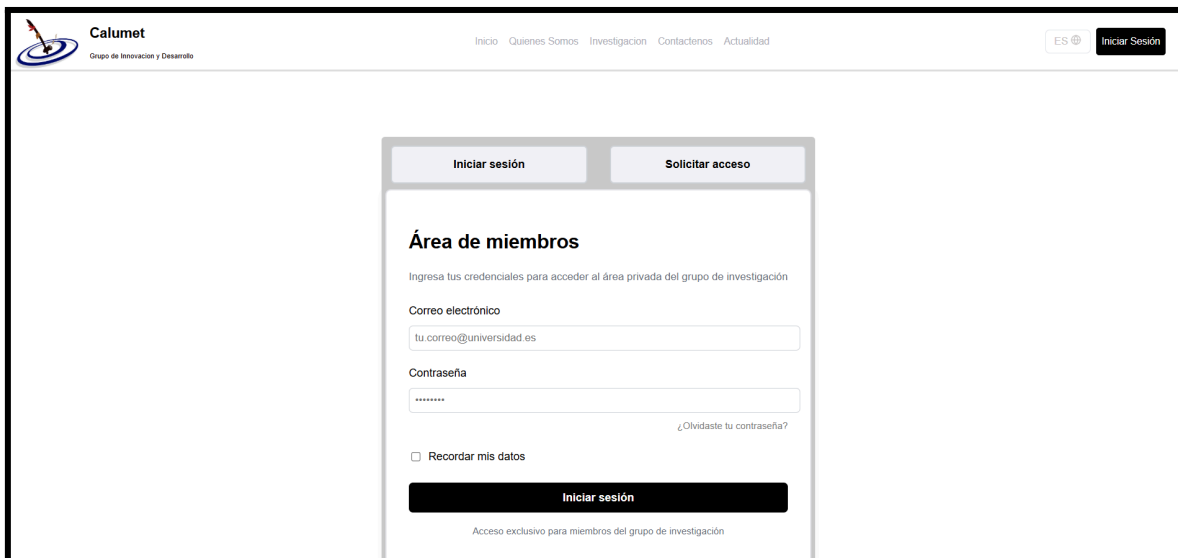 Calumet
Grupo de Innovacion y Desarrollo
Inicio Quienes Somos Investigacion Contactenos Actualidad
ES
Iniciar Sesión
Iniciar sesión
Solicitar acceso
Área de miembros
Ingresa tus credenciales para acceder al área privada del grupo de investigación
Correo electrónico
tu.correo@universidad.es
Contraseña
••••••••
¿Olvidaste tu contraseña?
Recordar mis datos
Iniciar sesión
Acceso exclusivo para miembros del grupo de investigación